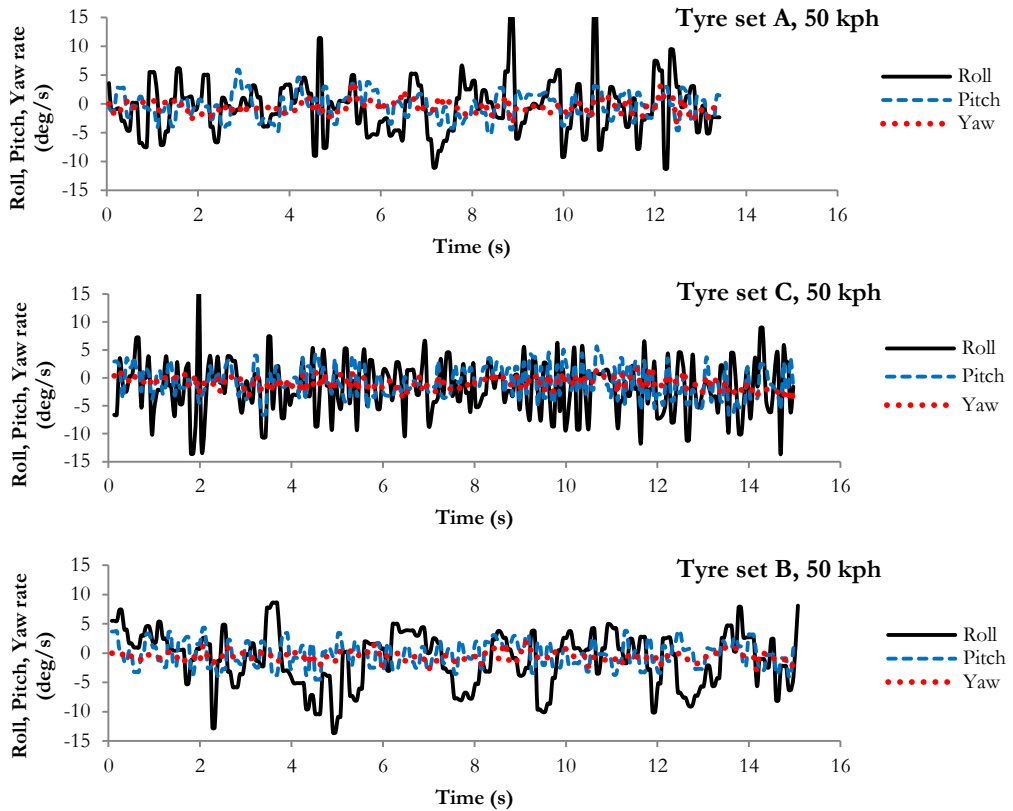 Tyre set A, 50 kph
Roll, Pitch, Yaw rate
(deg/s)
15
10
5
0
-5
-10
-15
0 2 4 6 8 10 12 14 16
Time (s)
Roll
Pitch
Yaw
Tyre set C, 50 kph
Roll, Pitch, Yaw rate
(deg/s)
15
10
5
0
-5
-10
-15
0 2 4 6 8 10 12 14 16
Time (s)
Roll
Pitch
Yaw
Tyre set B, 50 kph
Roll, Pitch, Yaw rate
(deg/s)
15
10
5
0
-5
-10
-15
0 2 4 6 8 10 12 14 16
Time (s)
Roll
Pitch
Yaw